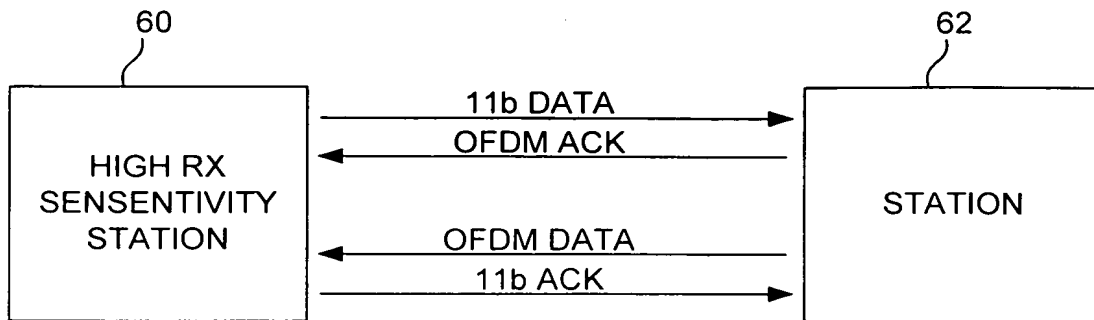 60
62
11b DATA
OFDM ACK
HIGH RX
SENSENTIVITY
STATION
STATION
OFDM DATA
11b ACK